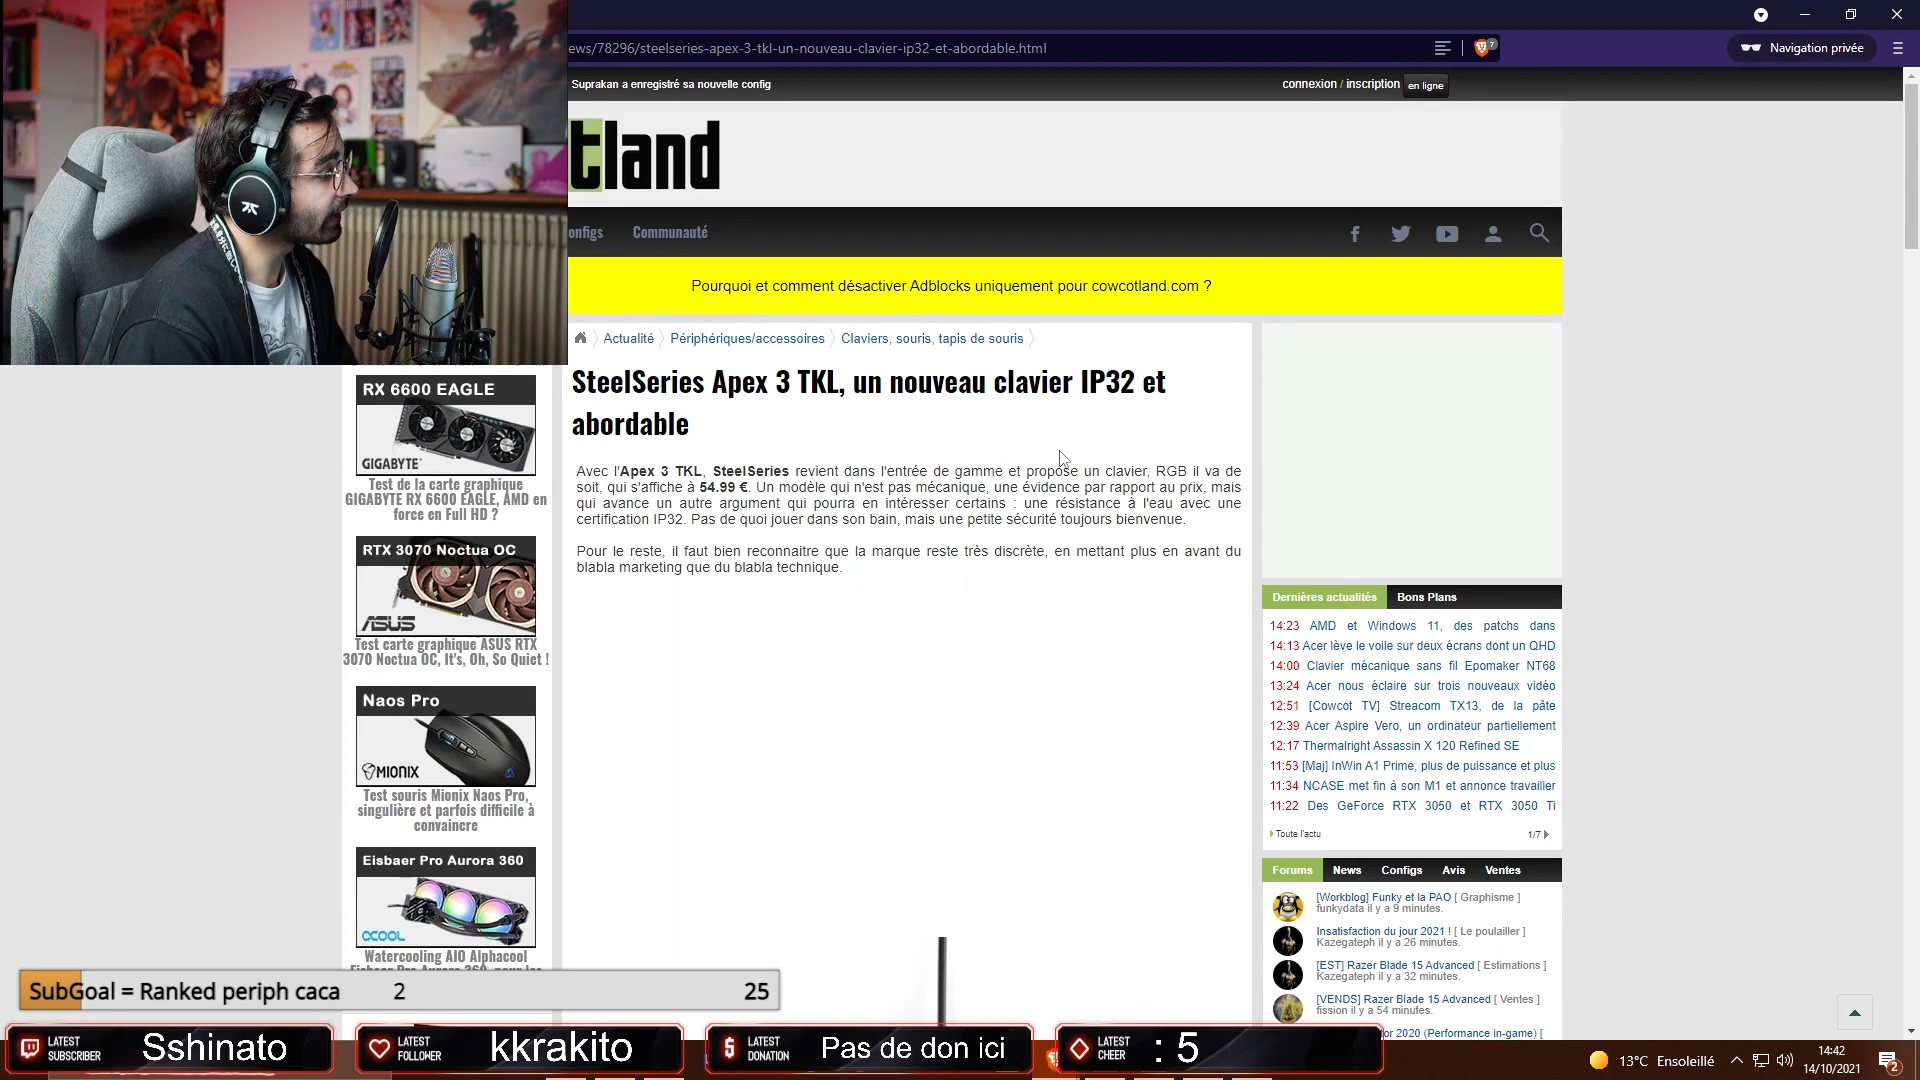 ews/78296/steelseries-apex-3-tkl-un-nouveau-clavier-ip32-et-abordable.html
7
Navigation privée
Suprakan a enregistré sa nouvelle config
connexion / inscription
en ligne
tland
onfigs
Communauté
Pourquoi et comment désactiver Adblocks uniquement pour cowcotland.com ?
Actualité
Périphériques/accessoires
Claviers, souris, tapis de souris
SteelSeries Apex 3 TKL, un nouveau clavier IP32 et
abordable
Avec l'Apex 3 TKL, SteelSeries revient dans l'entrée de gamme et propose un clavier, RGB il va de
soit, qui s'affiche à 54.99 €. Un modèle qui n'est pas mécanique, une évidence par rapport au prix, mais
qui avance un autre argument qui pourra en intéresser certains : une résistance à l'eau avec une
certification IP32. Pas de quoi jouer dans son bain, mais une petite sécurité toujours bienvenue.
Pour le reste, il faut bien reconnaitre que la marque reste très discrète, en mettant plus en avant du
blabla marketing que du blabla technique.
RX 6600 EAGLE
GIGABYTE
Test de la carte graphique
GIGABYTE RX 6600 EAGLE, AMD en
force en Full HD ?
RTX 3070 Noctua OC
ASUS
Test carte graphique ASUS RTX
3070 Noctua OC, It's, Oh, So Quiet !
Naos Pro
MIONIX
Test souris Mionix Naos Pro,
singulière et parfois difficile à
convaincre
Eisbaer Pro Aurora 360
Watercooling AIO Alphacool
Dernières actualités
Bons Plans
14:23 AMD et Windows 11, des patchs dans
14:13 Acer lève le voile sur deux écrans dont un QHD
14:00 Clavier mécanique sans fil Epomaker NT68
13:24 Acer nous éclaire sur trois nouveaux vidéo
12:51 [Cowcot TV] Streacom TX13, de la pâte
12:39 Acer Aspire Vero, un ordinateur partiellement
12:17 Thermalright Assassin X 120 Refined SE
11:53 [Maj] InWin A1 Prime, plus de puissance et plus
11:34 NCASE met fin à son M1 et annonce travailler
11:22 Des GeForce RTX 3050 et RTX 3050 Ti
Toute l'actu
1/7
Forums
News
Configs
Avis
Ventes
[Workblog] Funky et la PAO [ Graphisme ]
funkydata il y a 9 minutes.
Insatisfaction du jour 2021 ! [ Le poulailler ]
Kazegateph il y a 26 minutes.
[EST] Razer Blade 15 Advanced [ Estimations ]
Kazegateph il y a 32 minutes.
[VENDS] Razer Blade 15 Advanced [ Ventes ]
fission il y a 54 minutes.
or 2020 (Performance in-game) [
SubGoal = Ranked periph caca
2
25
LATEST
SUBSCRIBER
Sshinato
LATEST
FOLLOWER
kkrakito
LATEST
DONATION
Pas de don ici
LATEST
CHEER
: 5
13°C Ensoleillé
14:42
14/10/2021
2